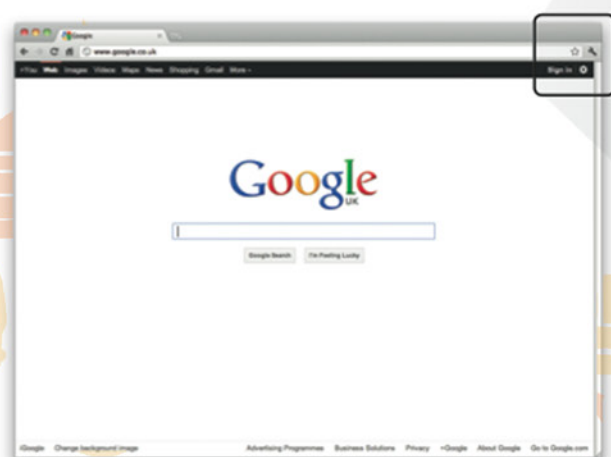 Google
www.google.co.uk
+You Web Images Videos Maps News Shopping Gmail More
Sign in
Google
UK
Google Search I'm Feeling Lucky
iGoogle Change background image Advertising Programmes Business Solutions Privacy +Google About Google Go to Google.com